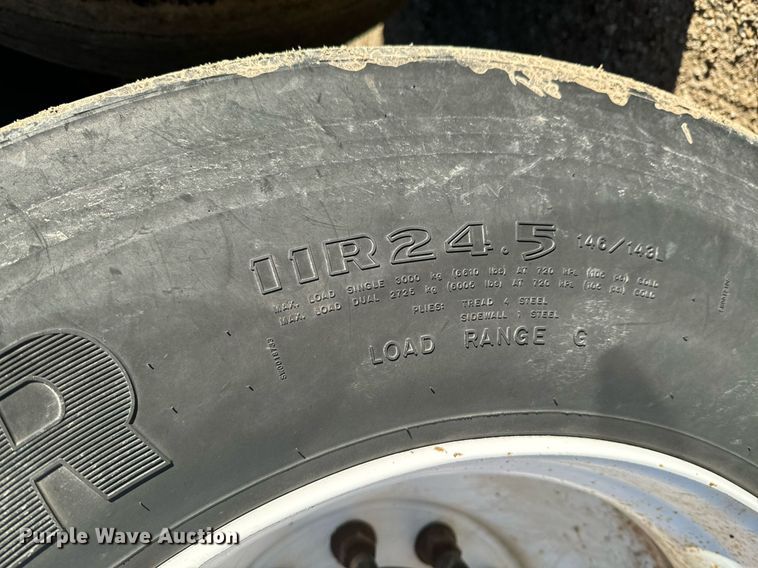 11R24.5 146/143L
MAX. LOAD SINGLE 3000 kg (6610 lbs) AT 720 kPa (105 psi) COLD
MAX. LOAD DUAL 2725 kg (6005 lbs) AT 720 kPa (105 psi) COLD
PLIES: TREAD 4 STEEL
SIDEWALL 1 STEEL
LOAD RANGE G
R
Purple Wave Auction